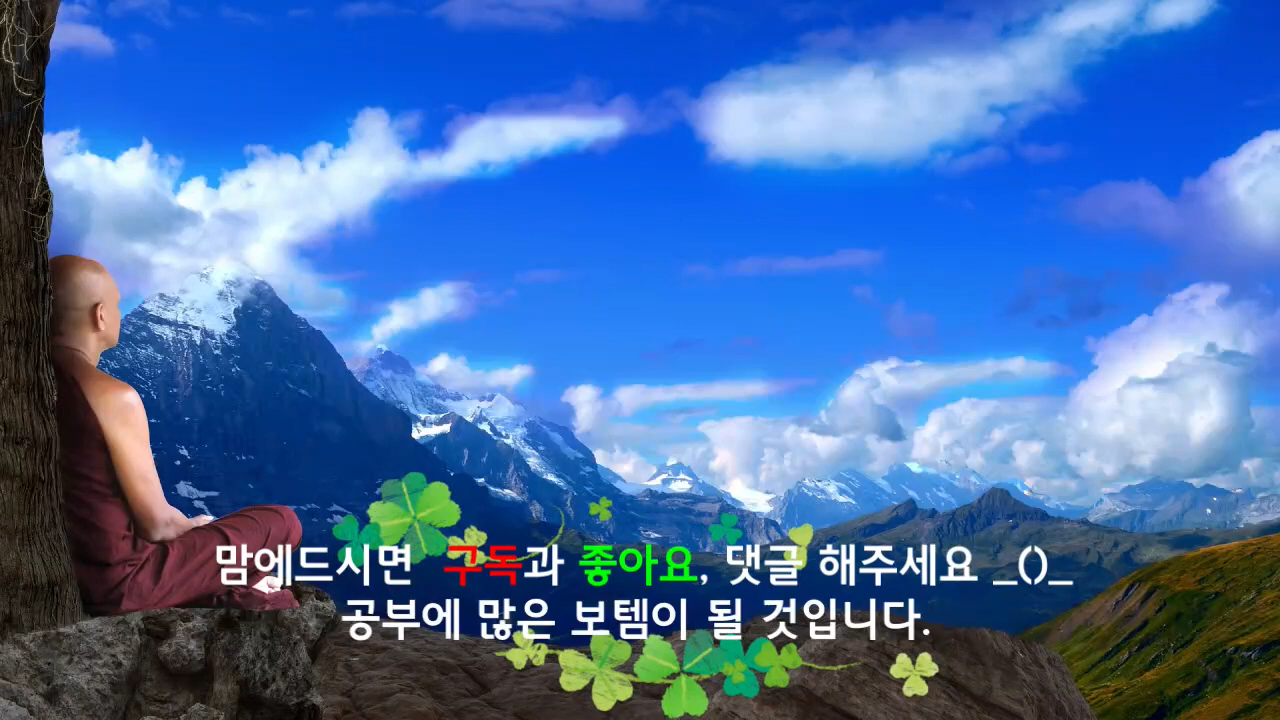 맘에드시면 구독과 좋아요, 댓글 해주세요 _()_
공부에 많은 보템이 될 것입니다.